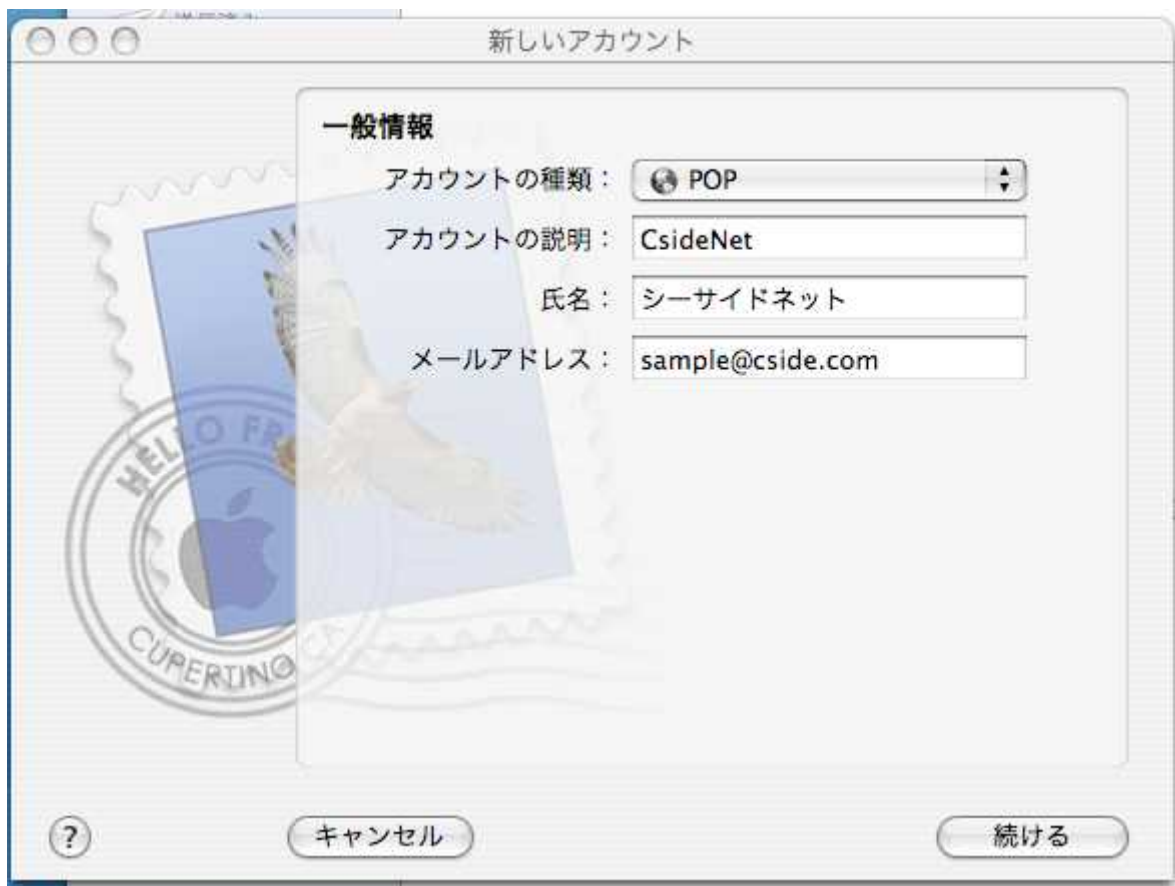 新しいアカウント
一般情報
アカウントの種類： POP
アカウントの説明： CsideNet
氏名： シーサイドネット
メールアドレス： sample@cside.com
HELLO FR
CUPERTINO CA
? キャンセル 続ける